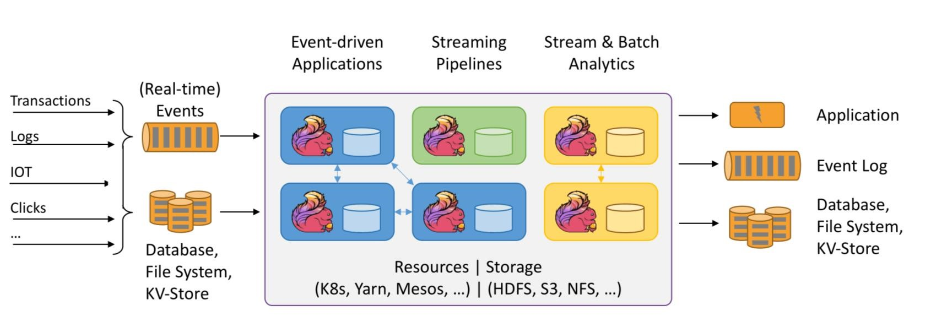 Event-driven
Applications
Streaming
Pipelines
Stream & Batch
Analytics
Transactions
Logs
IOT
Clicks
...
(Real-time)
Events
Database,
File System,
KV-Store
Resources | Storage
(K8s, Yarn, Mesos, ...) | (HDFS, S3, NFS, ...)
Application
Event Log
Database,
File System,
KV-Store